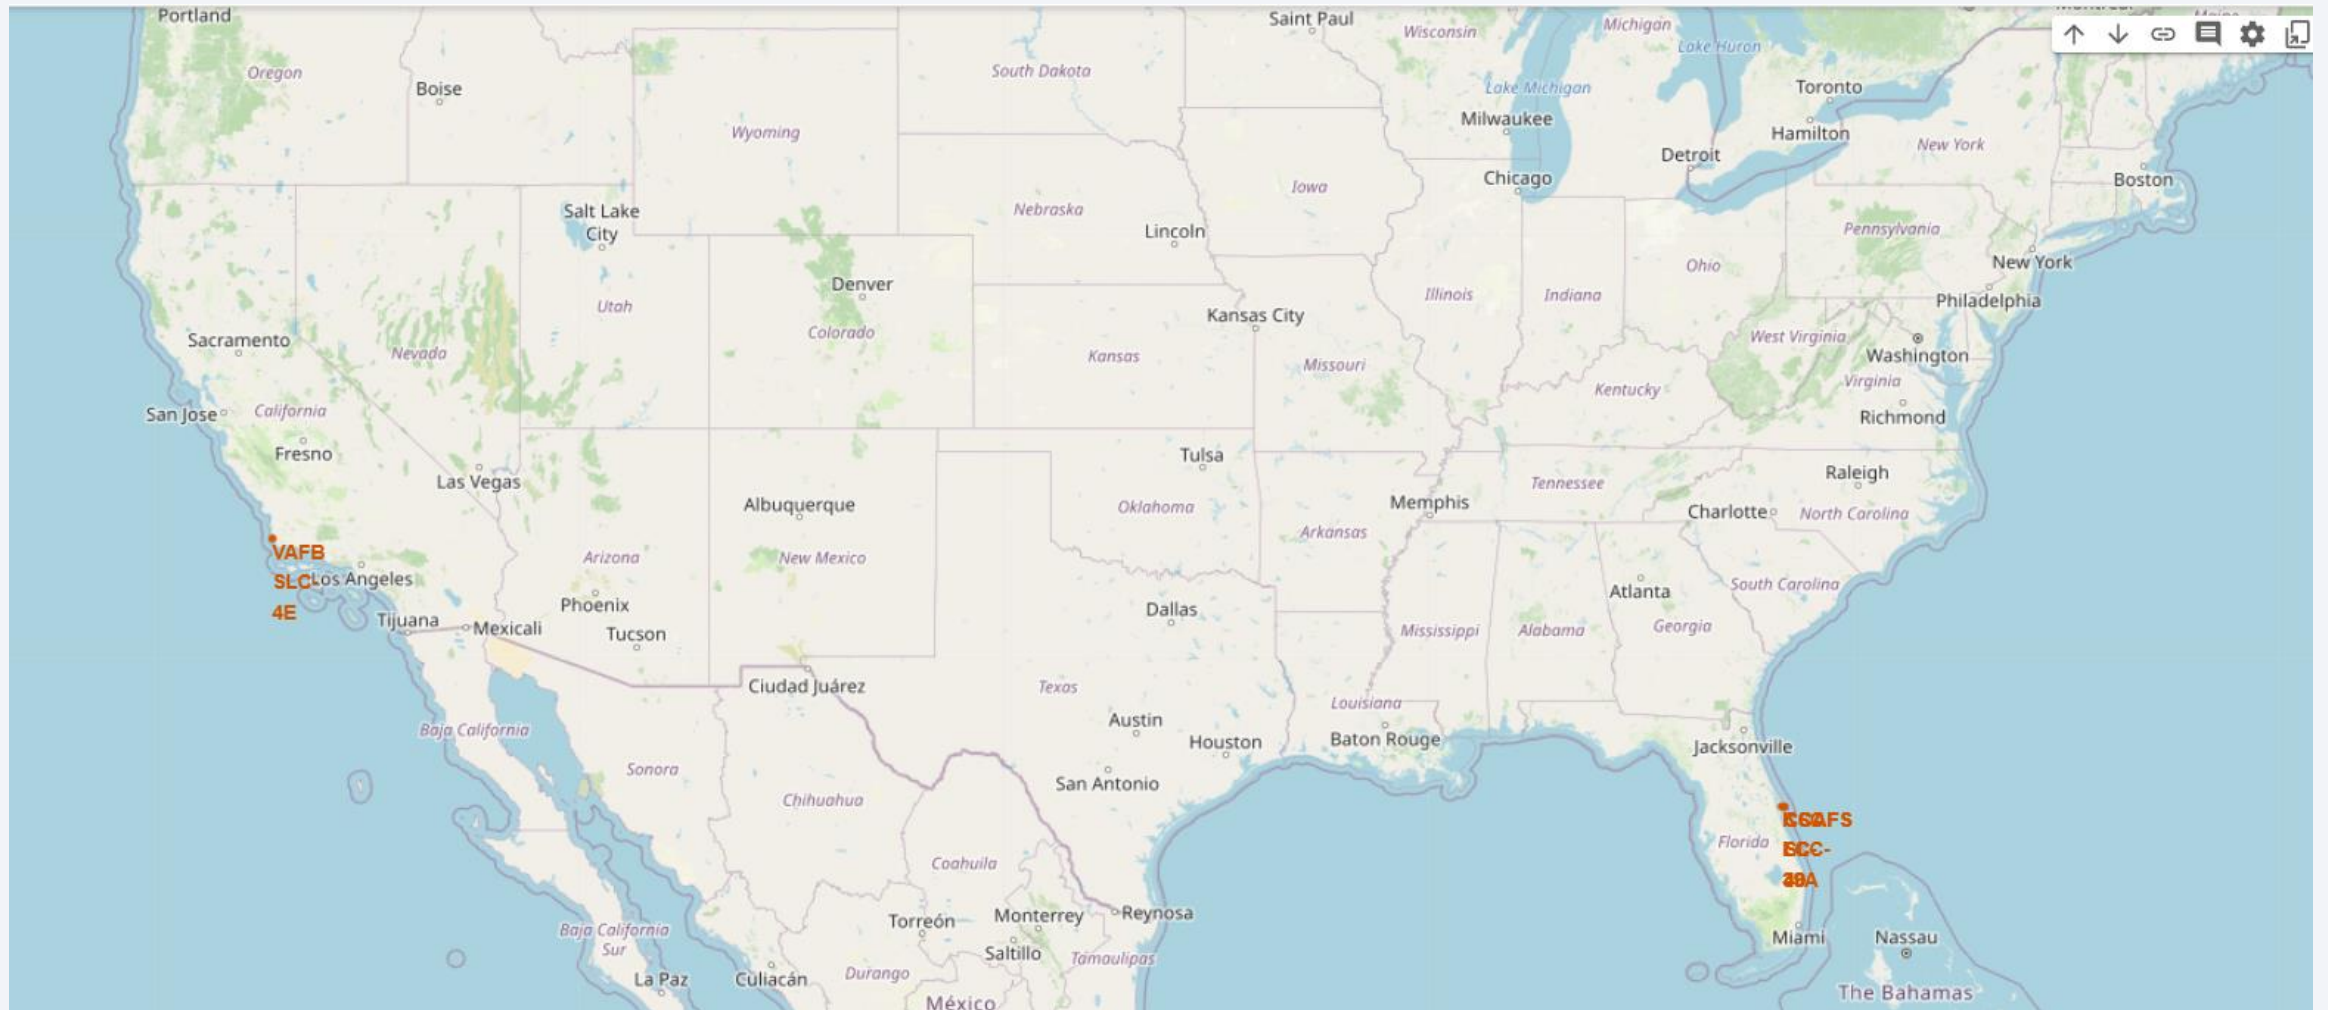 Portland
Saint Paul
Wisconsin
Michigan
Lake Huron
Oregon
Boise
South Dakota
Lake Michigan
Toronto
Wyoming
Milwaukee
Hamilton
New York
Detroit
Chicago
Boston
Iowa
Salt Lake
City
Nebraska
Lincoln
Pennsylvania
New York
Ohio
Denver
Utah
Illinois
Indiana
Philadelphia
Kansas City
Colorado
Sacramento
Nevada
Kansas
Missouri
West Virginia
Washington
Kentucky
Virginia
San Jose
California
Richmond
Fresno
Tulsa
Las Vegas
Raleigh
Tennessee
Albuquerque
Oklahoma
Memphis
Charlotte
North Carolina
Arkansas
VAFB
SLC-
4E
Los Angeles
Arizona
New Mexico
Phoenix
Atlanta
South Carolina
Dallas
Tijuana
Mexicali
Tucson
Mississippi
Alabama
Georgia
Ciudad Juárez
Texas
Louisiana
Baja California
Austin
Houston
Baton Rouge
Jacksonville
Sonora
San Antonio
Chihuahua
Florida
Coahuila
Torreón
Monterrey
Reynosa
Baja California
Sur
Saltillo
Tamaulipas
Miami
Nassau
La Paz
Culiacán
Durango
México
The Bahamas